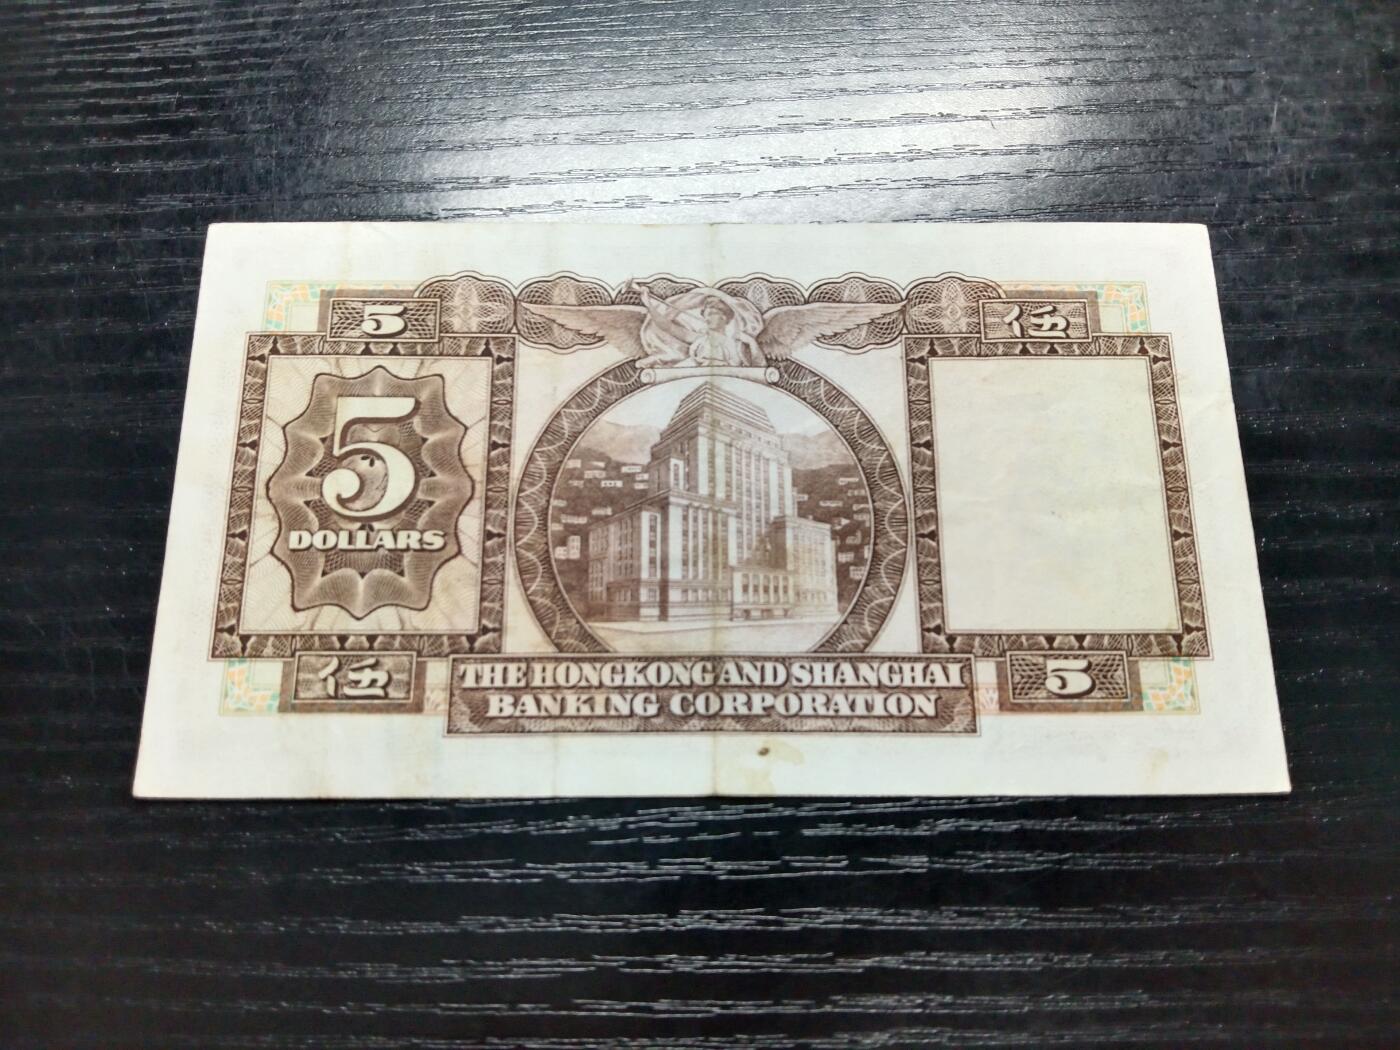 5
伍
5
DOLLARS
伍
5
THE HONGKONG AND SHANGHAI
BANKING CORPORATION